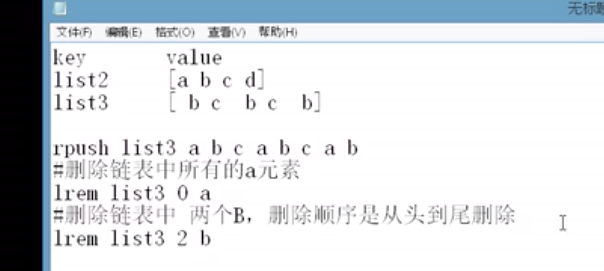 无标题
文件(F) 编辑(E) 格式(O) 查看(V) 帮助(H)
key value
list2 [a b c d]
list3 [ b c b c b]
rpush list3 a b c a b c a b
#删除链表中所有的a元素
lrem list3 0 a
#删除链表中 两个B，删除顺序是从头到尾删除
lrem list3 2 b